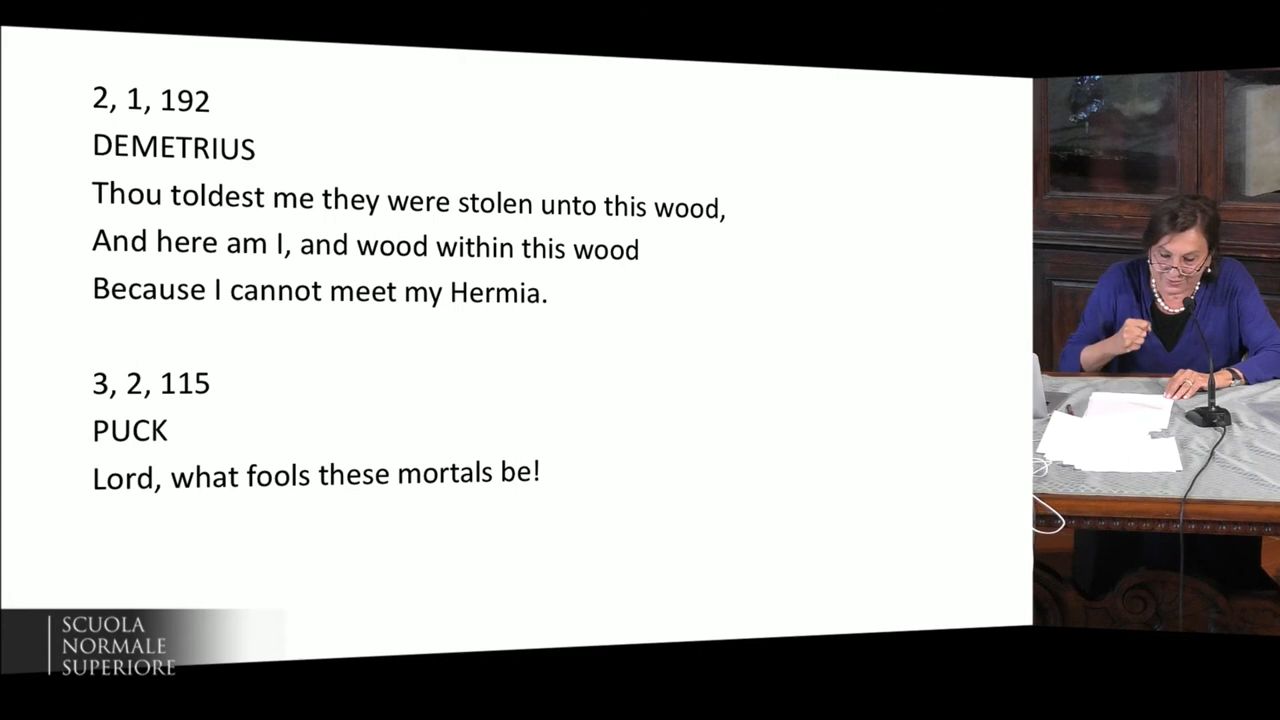 2, 1, 192
DEMETRIUS
Thou toldest me they were stolen unto this wood,
And here am I, and wood within this wood
Because I cannot meet my Hermia.
3, 2, 115
PUCK
Lord, what fools these mortals be!
SCUOLA
NORMALE
SUPERIORE